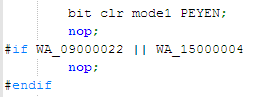 bit clr mode1 PEYEN;
nop;
#if WA_09000022 || WA_15000004
nop;
#endif